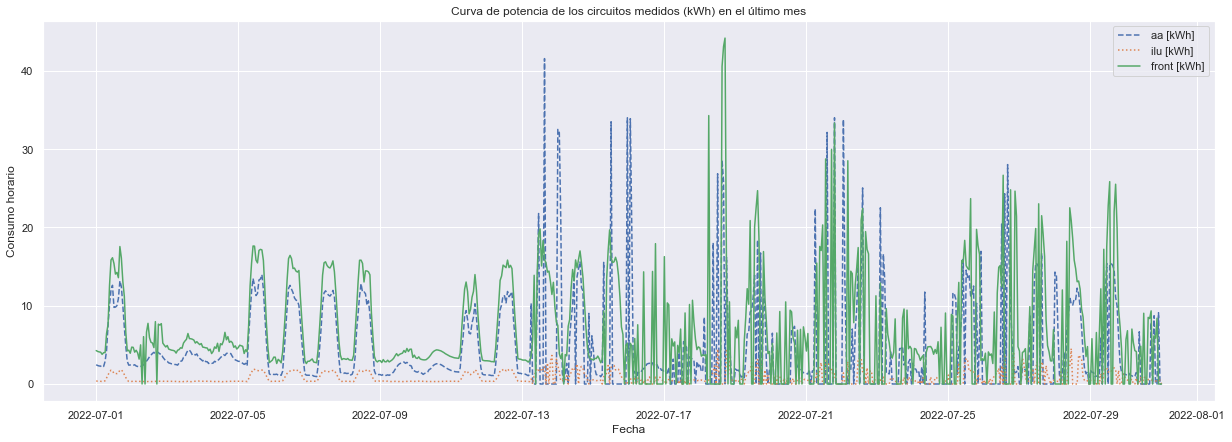 Curva de potencia de los circuitos medidos (kWh) en el último mes
aa [kWh]
ilu [kWh]
front [kWh]
Consumo horario
40
30
20
10
0
2022-07-01
2022-07-05
2022-07-09
2022-07-13
2022-07-17
2022-07-21
2022-07-25
2022-07-29
2022-08-01
Fecha